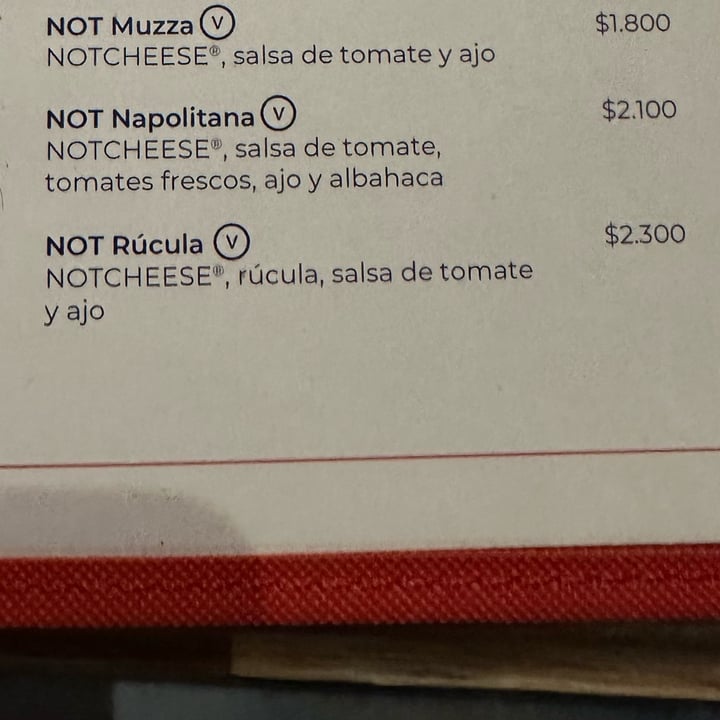 NOT Muzza V $1.800
NOTCHEESE®, salsa de tomate y ajo
NOT Napolitana V $2.100
NOTCHEESE®, salsa de tomate,
tomates frescos, ajo y albahaca
NOT Rúcula V $2.300
NOTCHEESE®, rúcula, salsa de tomate
y ajo